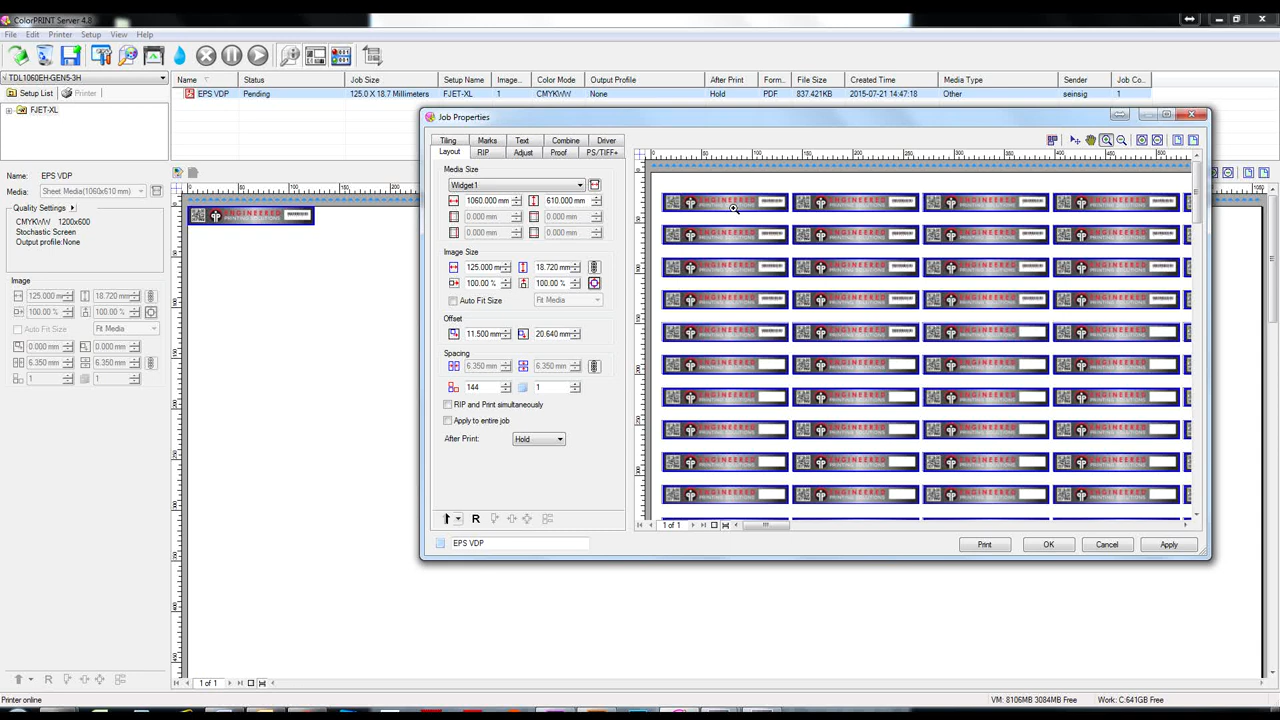 ColorPRINT Server 4.8
File Edit Printer Setup View Help
TDL1060EH-GEN5-3H
Setup List Printer
FJET-XL
Name Status Job Size Setup Name Image... Color Mode Output Profile After Print Form... File Size Created Time Media Type Sender Job Co...
EPS VDP Pending 125.0 X 18.7 Millimeters FJET-XL 1 CMYKWW None Hold PDF 837.421KB 2015-07-21 14:47:18 Other seinsig 1
Name: EPS VDP
Media: Sheet Media(1060x610 mm)
Quality Settings
CMYKWW 1200x600
Stochastic Screen
Output profile:None
Image
125.00 mm 18.720 mm
100.00 % 100.00 %
Auto Fit Size Fit Media
0.000 mm 0.000 mm
6.350 mm 6.350 mm
1 1
ENGINEERED
PRINTING SOLUTIONS
1 of 1
Job Properties
Tiling Marks Text Combine Driver
Layout RIP Adjust Proof PS/TIFF+
Media Size
Widget1
1060.000 mm 610.000 mm
0.000 mm 0.000 mm
0.000 mm 0.000 mm
Image Size
125.000 mm 18.720 mm
100.00 % 100.00 %
Auto Fit Size Fit Media
Offset
11.500 mm 20.640 mm
Spacing
6.350 mm 6.350 mm
144 1
RIP and Print simultaneously
Apply to entire job
After Print: Hold
R
EPS VDP
1 of 1
Print OK Cancel Apply
R
Printer online
VM: 8106MB 3084MB Free Work: C:641GB Free